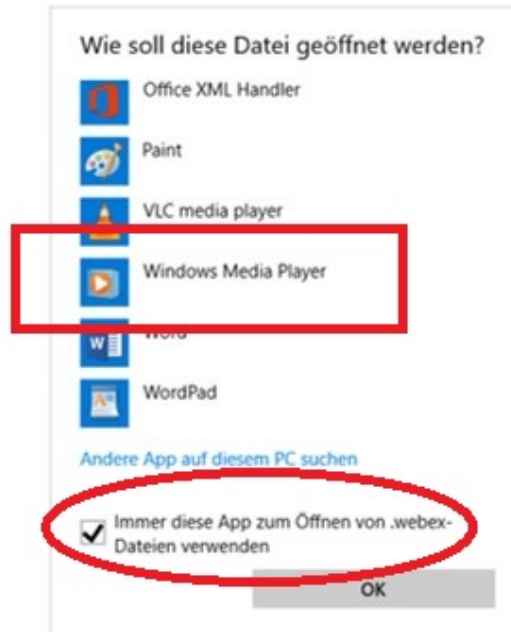 Wie soll diese Datei geöffnet werden?
Office XML Handler
Paint
VLC media player
Windows Media Player
Word
WordPad
Andere App auf diesem PC suchen
Immer diese App zum Öffnen von .webex-
Dateien verwenden
OK